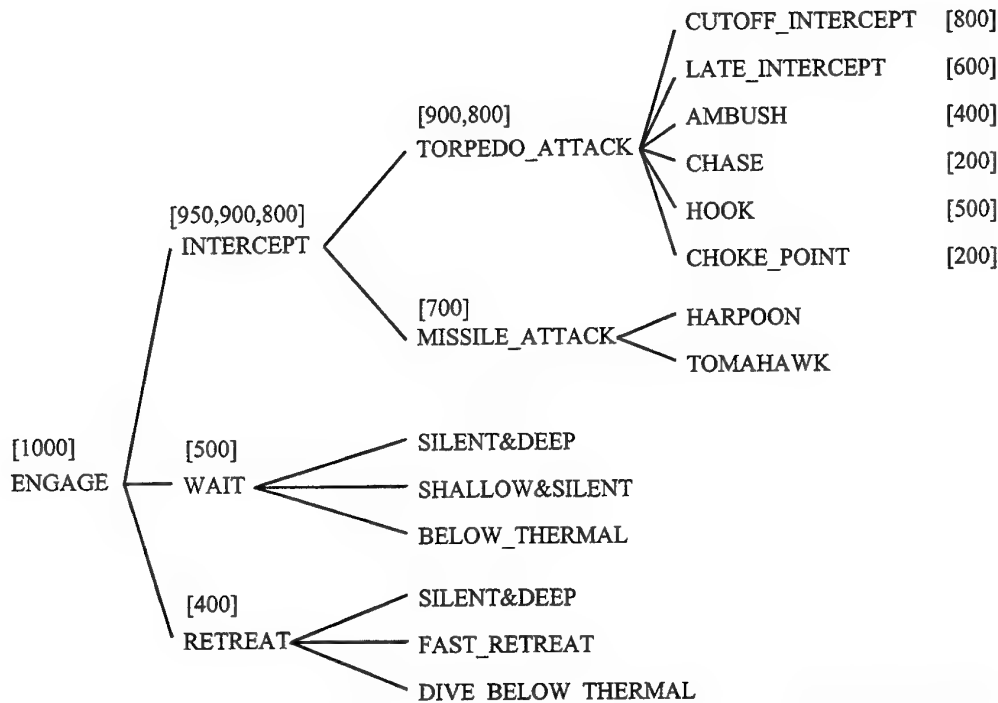 CUTOFF_INTERCEPT [800]
LATE_INTERCEPT [600]
[900,800]
AMBUSH [400]
TORPEDO_ATTACK
CHASE [200]
[950,900,800]
HOOK [500]
INTERCEPT
CHOKE_POINT [200]
[700]
HARPOON
MISSILE_ATTACK
TOMAHAWK
[1000]
ENGAGE
[500]
WAIT
SILENT&DEEP
SHALLOW&SILENT
BELOW_THERMAL
[400]
RETREAT
SILENT&DEEP
FAST_RETREAT
DIVE BELOW THERMAL